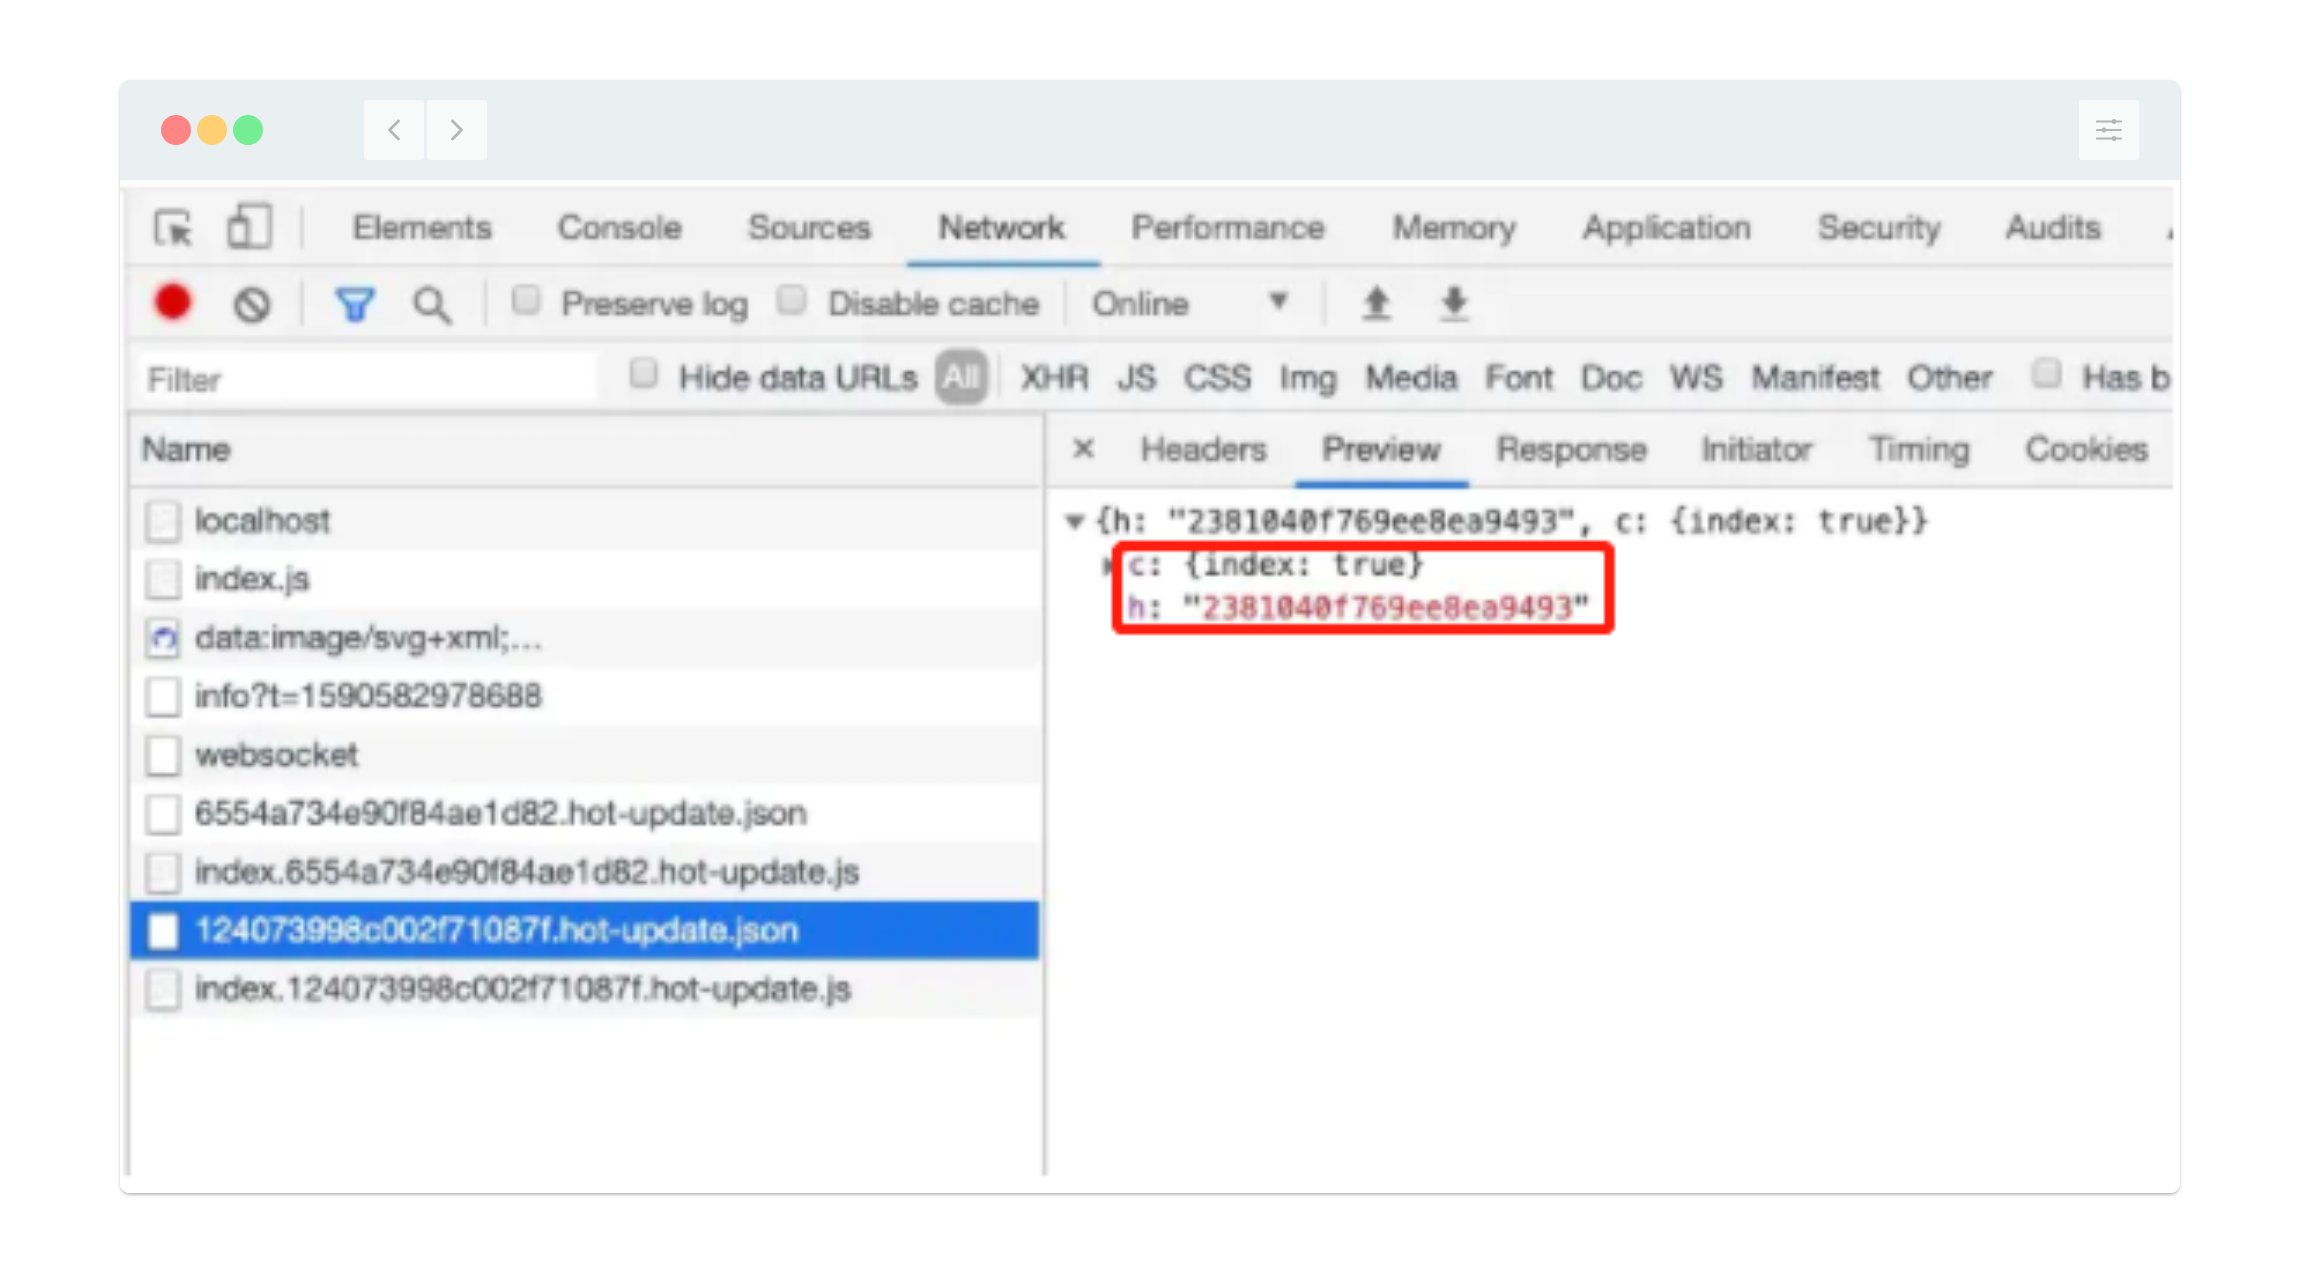 Elements Console Sources Network Performance Memory Application Security Audits
Preserve log Disable cache Online
Filter Hide data URLs All XHR JS CSS Img Media Font Doc WS Manifest Other Has b
Name
Headers Preview Response Initiator Timing Cookies
localhost
index.js
data:image/svg+xml;...
info?t=1590582978688
websocket
6554a734e90f84ae1d82.hot-update.json
index.6554a734e90f84ae1d82.hot-update.js
124073998c002f71087f.hot-update.json
index.124073998c002f71087f.hot-update.js
{h: "2381040f769ee8ea9493", c: {index: true}}
c: {index: true}
h: "2381040f769ee8ea9493"